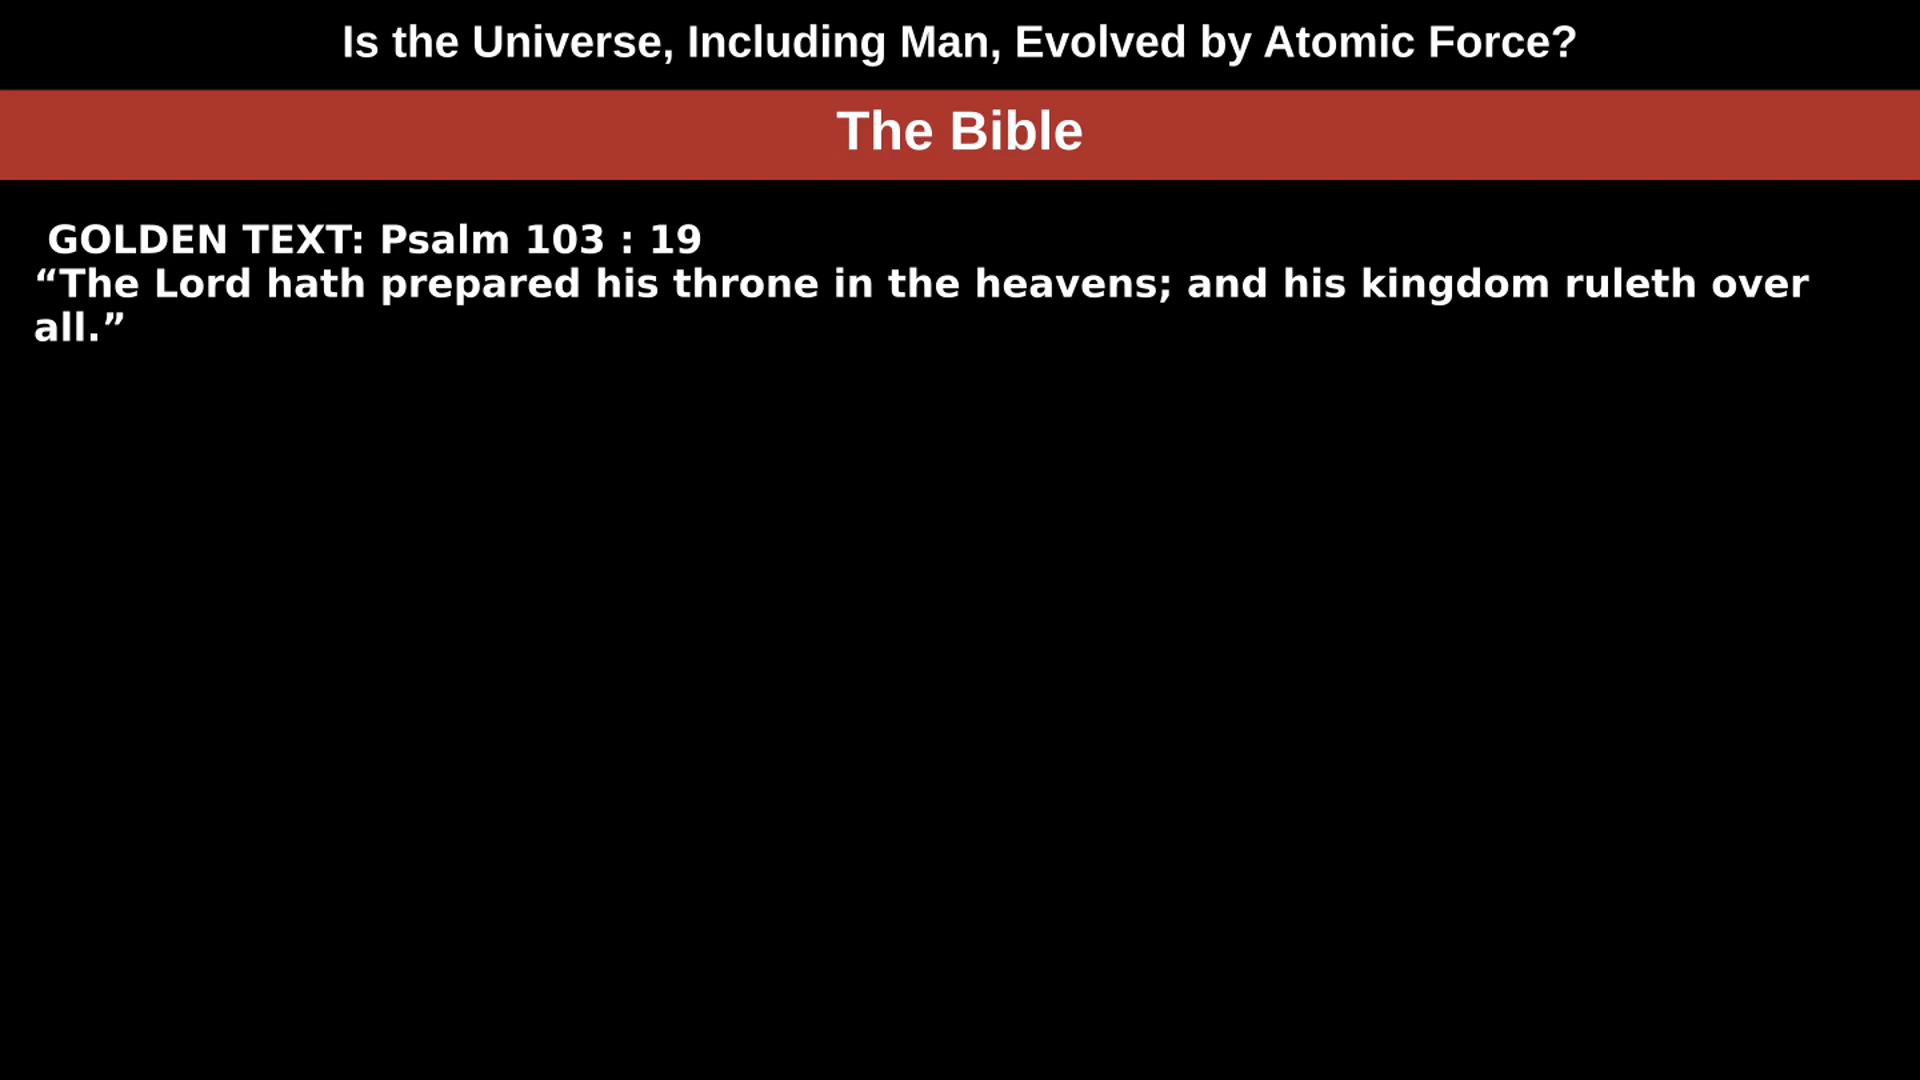 Is the Universe, Including Man, Evolved by Atomic Force?
The Bible
GOLDEN TEXT: Psalm 103 : 19
“The Lord hath prepared his throne in the heavens; and his kingdom ruleth over
all.”